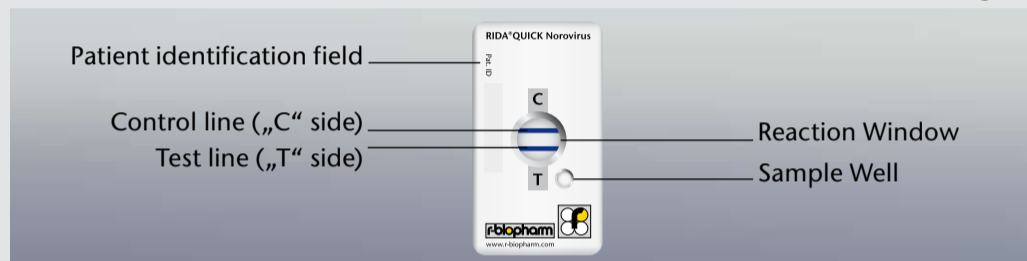 RIDA®QUICK Norovirus
Patient identification field
Pat. ID
C
Control line („C“ side)
Reaction Window
Test line („T“ side)
Sample Well
T
r-biopharm
www.r-biopharm.com